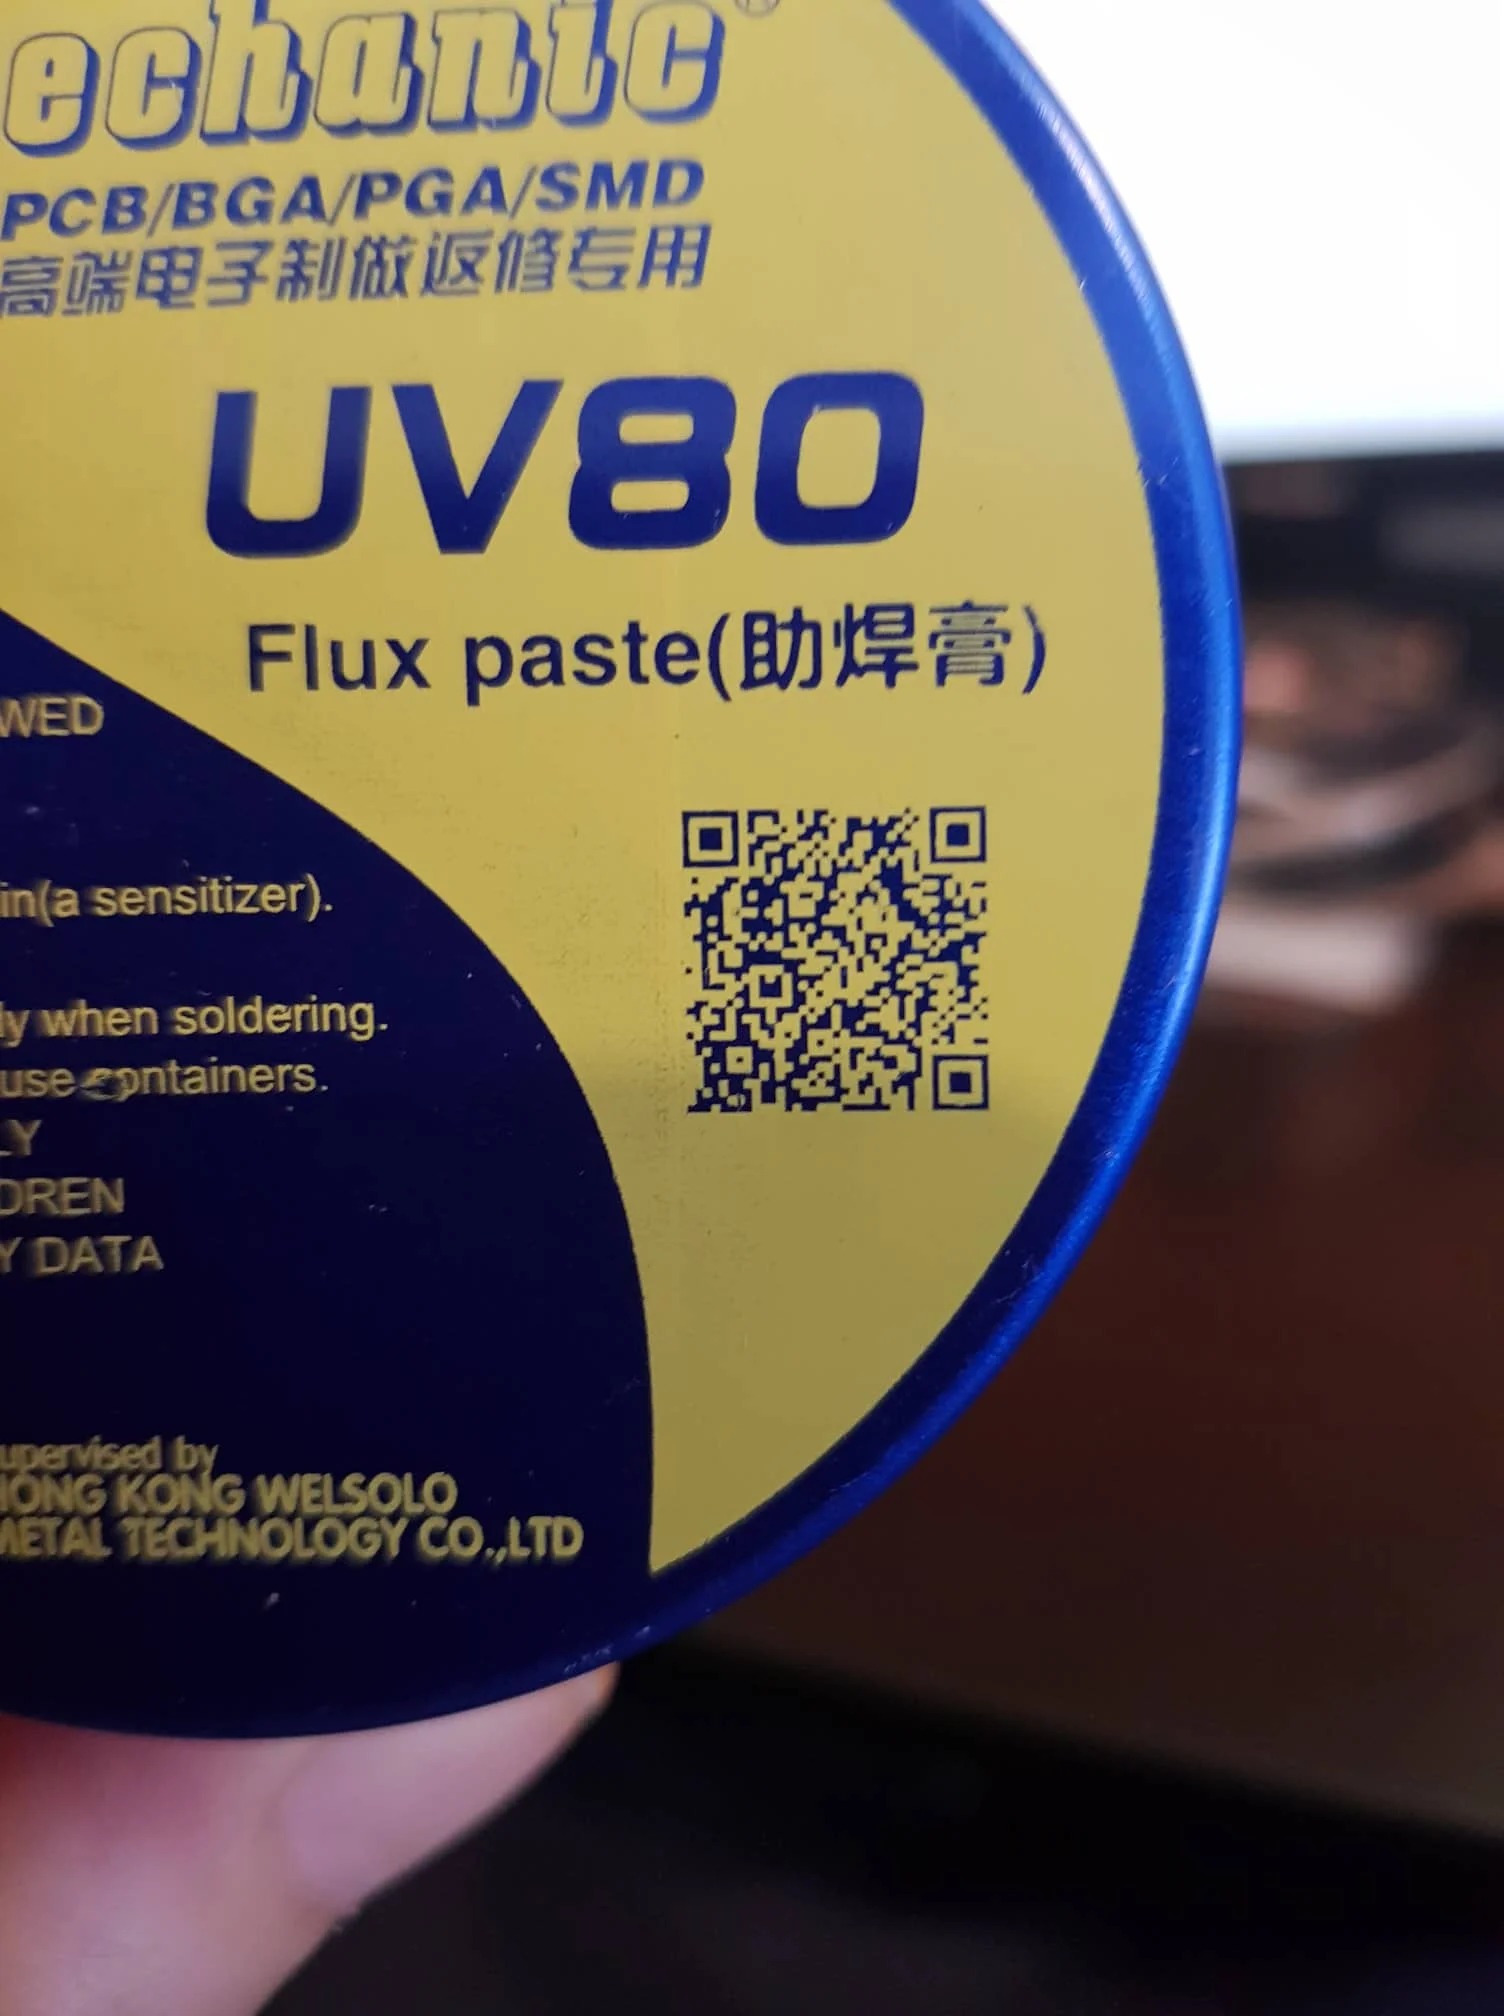 echanic®
PCB/BGA/PGA/SMD
高端电子制做返修专用
UV80
Flux paste(助焊膏)
WED
in(a sensitizer).
ly when soldering.
use containers.
LY
DREN
Y DATA
upervised by
HONG KONG WELSOLO
METAL TECHNOLOGY CO.,LTD